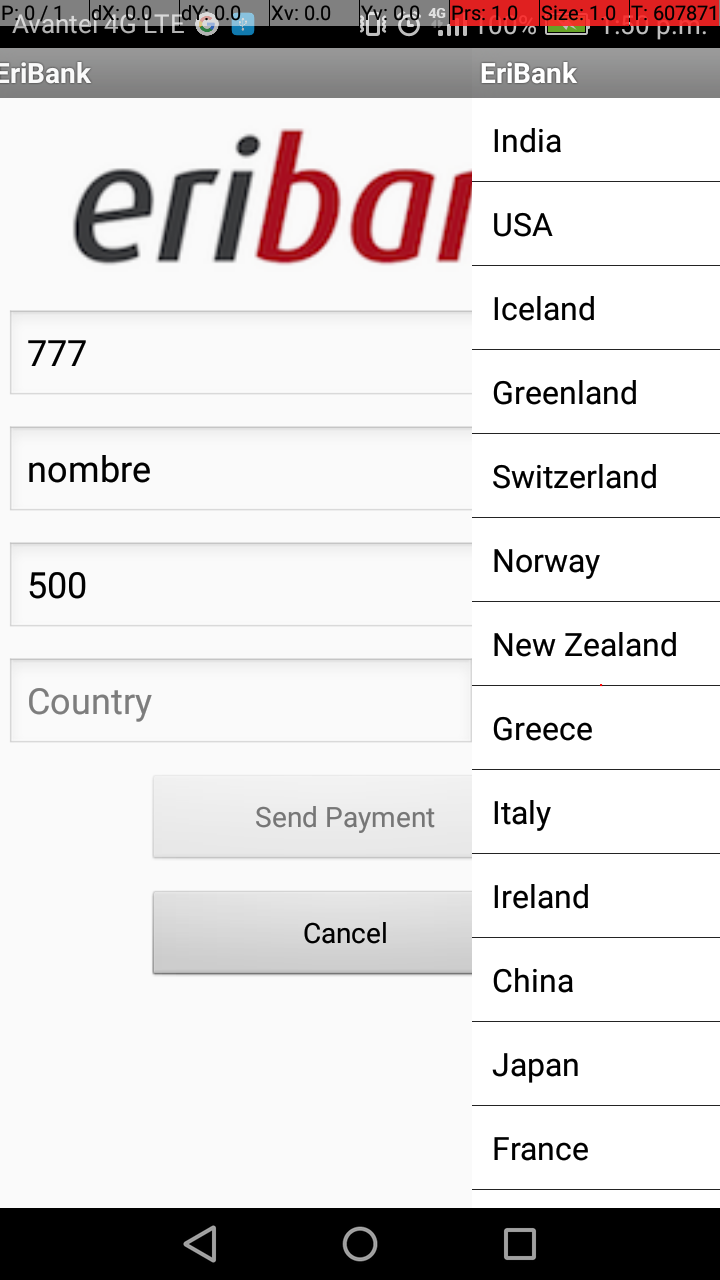 P: 0 / 1 dX: 0.0 dY: 0.0 Xv: 0.0 Yv: 0.0 Prs: 1.0 Size: 1.0 T: 607871
Avantel 4G LTE 4G 100% 1:56 p.m.
EriBank
EriBank
eriban
777
nombre
500
Country
Send Payment
Cancel
India
USA
Iceland
Greenland
Switzerland
Norway
New Zealand
Greece
Italy
Ireland
China
Japan
France